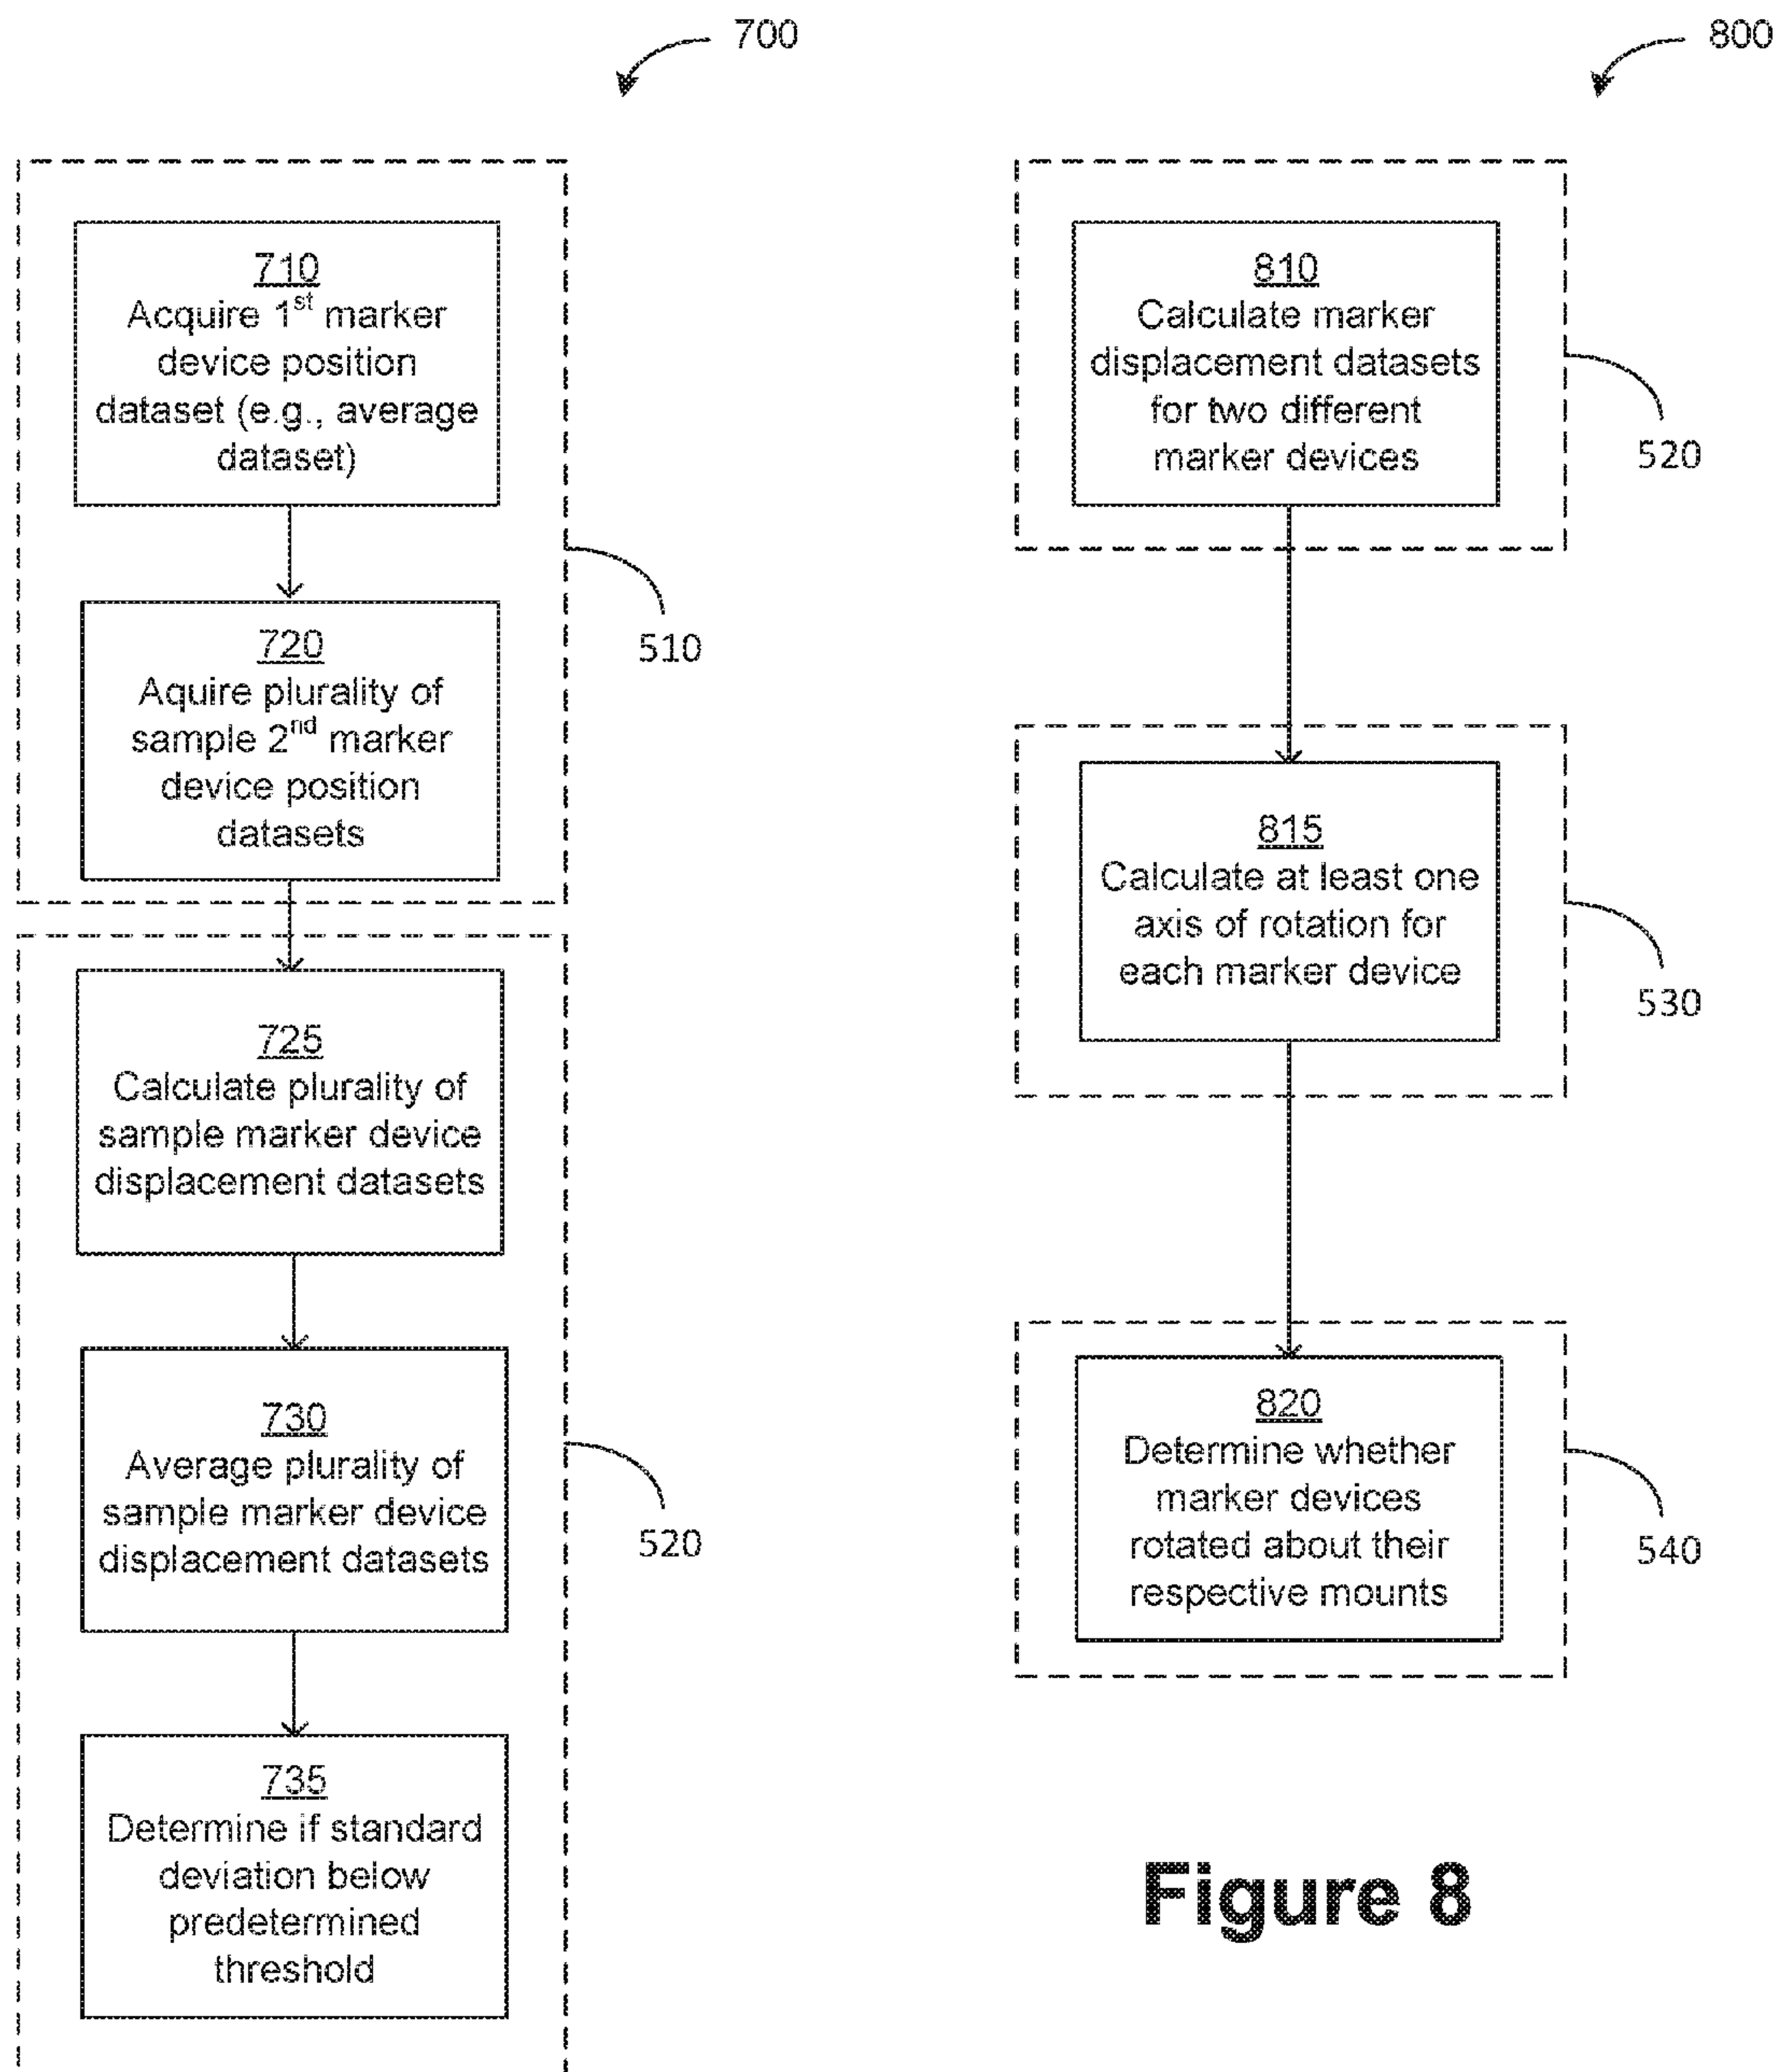 700
710
Acquire 1st marker
device position
dataset (e.g., average
dataset)
510
720
Aquire plurality of
sample 2nd marker
device position
datasets
725
Calculate plurality of
sample marker device
displacement datasets
730
Average plurality of
sample marker device
displacement datasets
520
735
Determine if standard
deviation below
predetermined
threshold
800
810
Calculate marker
displacement datasets
for two different
marker devices
520
815
Calculate at least one
axis of rotation for
each marker device
530
820
Determine whether
marker devices
rotated about their
respective mounts
540
Figure 8